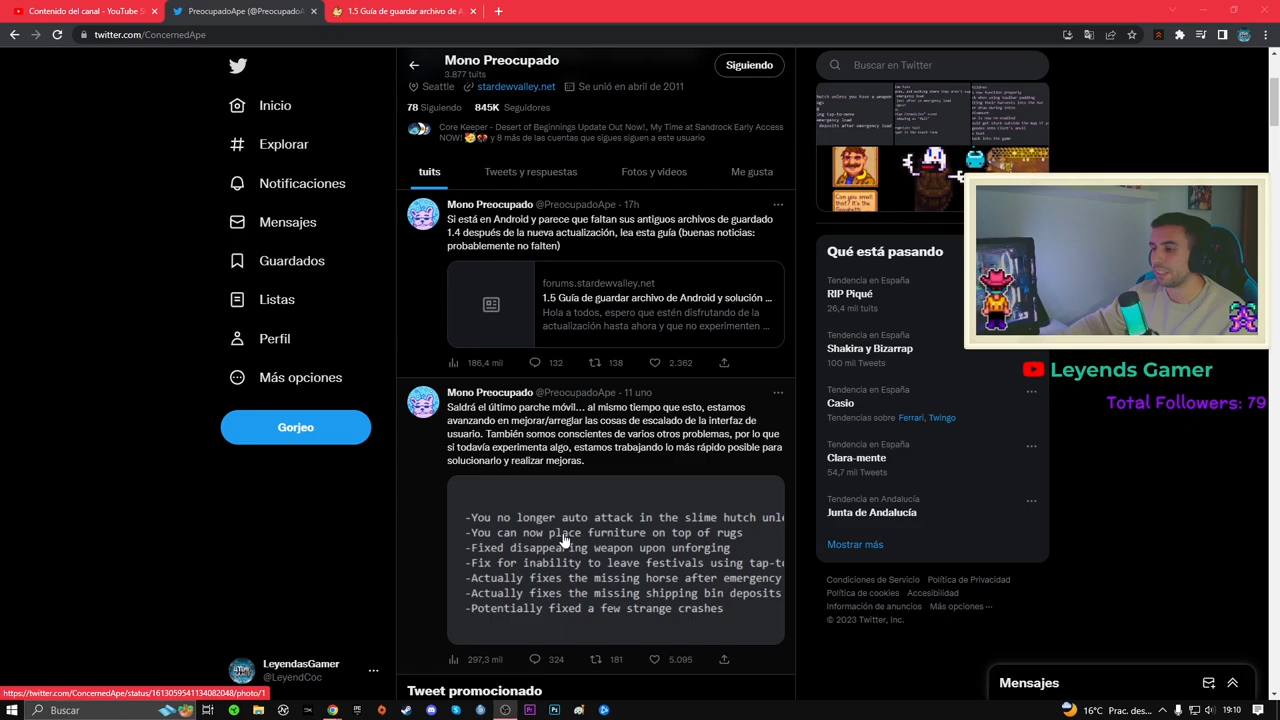 Contenido del canal - YouTube S
PreocupadoApe (@PreocupadoA
1.5 Guía de guardar archivo de A
twitter.com/ConcernedApe
Inicio
Notificaciones
Mensajes
Guardados
Listas
Perfil
Más opciones
Gorjeo
LeyendasGamer
@LeyendCoc
https://twitter.com/ConcernedApe/status/1613059541134082048/photo/1
Mono Preocupado
3.877 tuits
Siguiendo
Seattle stardewvalley.net Se unió en abril de 2011
78 Siguiendo 845K Seguidores
Core Keeper - Desert of Beginnings Update Out Now!, My Time at Sandrock Early Access
NOW! y 8 más de las cuentas que sigues siguen a este usuario
tuits Tweets y respuestas Fotos y videos Me gusta
Mono Preocupado @PreocupadoApe · 17h
Si está en Android y parece que faltan sus antiguos archivos de guardado
1.4 después de la nueva actualización, lea esta guía (buenas noticias:
probablemente no falten)
forums.stardewvalley.net
1.5 Guía de guardar archivo de Android y solución ...
Hola a todos, espero que estén disfrutando de la
actualización hasta ahora y que no experimenten ...
186,4 mil 132 138 2.362
Mono Preocupado @PreocupadoApe · 11 uno
Saldrá el último parche móvil... al mismo tiempo que esto, estamos
avanzando en mejorar/arreglar las cosas de escalado de la interfaz de
usuario. También somos conscientes de varios otros problemas, por lo que
si todavía experimenta algo, estamos trabajando lo más rápido posible para
solucionarlo y realizar mejoras.
-You no longer auto attack in the slime hutch unle
-You can now place furniture on top of rugs
-Fixed disappearing weapon upon unforging
-Fix for inability to leave festivals using tap-to
-Actually fixes the missing horse after emergency
-Actually fixes the missing shipping bin deposits
-Potentially fixed a few strange crashes
297,3 mil 324 181 5.095
Tweet promocionado
Buscar en Twitter
Can you smell
Qué está pasando
Tendencia en España
RIP Piqué
26,4 mil tuits
Tendencia en España
Shakira y Bizarrap
100 mil Tweets
Tendencia en España
Casio
Tendencias sobre Ferrari, Twingo
Tendencia en España
Clara-mente
54,7 mil Tweets
Tendencia en Andalucía
Junta de Andalucía
Mostrar más
Condiciones de Servicio Política de Privacidad
Política de cookies Accesibilidad
Información de anuncios Más opciones ···
© 2023 Twitter, Inc.
Leyends Gamer
Total Followers: 79
Mensajes
Buscar
16°C Prac. des... 19:10